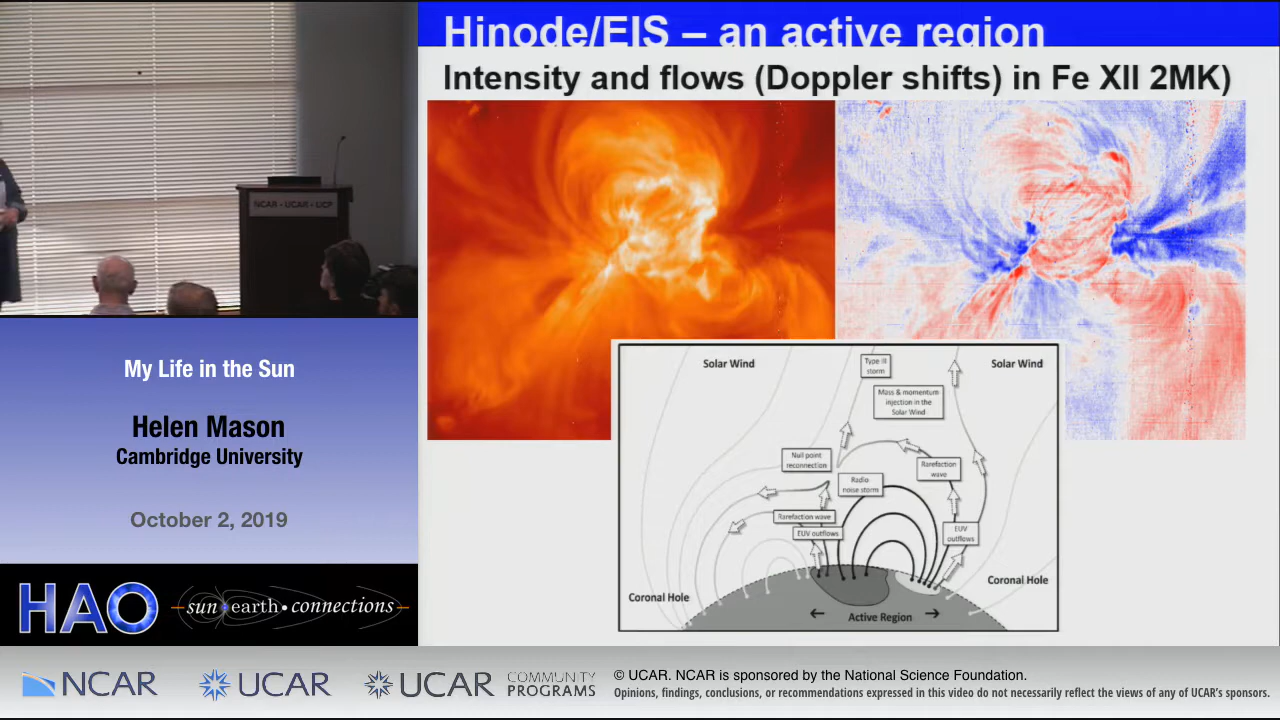 Hinode/EIS – an active region
Intensity and flows (Doppler shifts) in Fe XII 2MK)
NCAR • UCAR • UCP
Solar Wind
Type III
storm
Solar Wind
Mass & momentum
injection in the
Solar Wind
Null point
reconnection
Rarefaction
wave
Radio
noise storm
Rarefaction wave
EUV outflows
EUV
outflows
Coronal Hole
Coronal Hole
Active Region
My Life in the Sun
Helen Mason
Cambridge University
October 2, 2019
HAO
sun earth • connections
NCAR
UCAR
UCAR
COMMUNITY
PROGRAMS
© UCAR. NCAR is sponsored by the National Science Foundation.
Opinions, findings, conclusions, or recommendations expressed in this video do not necessarily reflect the views of any of UCAR's sponsors.